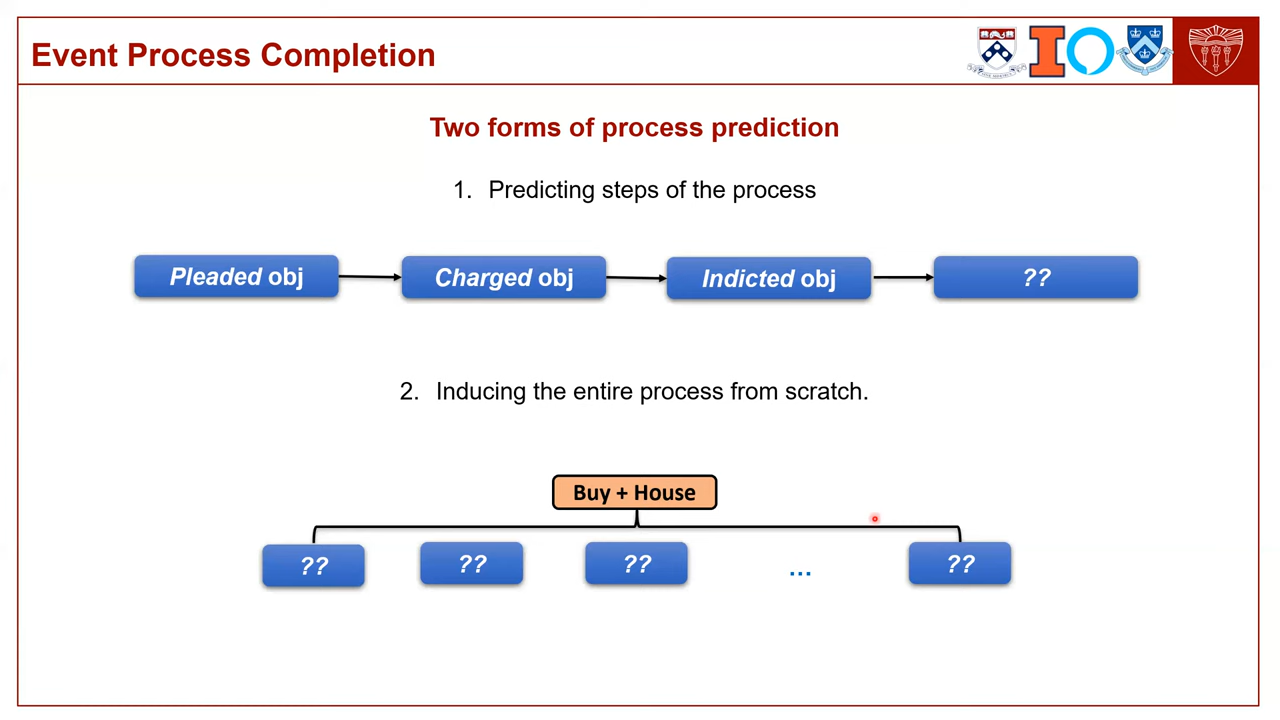 Event Process Completion
Two forms of process prediction
1. Predicting steps of the process
Pleaded obj
Charged obj
Indicted obj
??
2. Inducing the entire process from scratch.
Buy + House
??
??
??
...
??